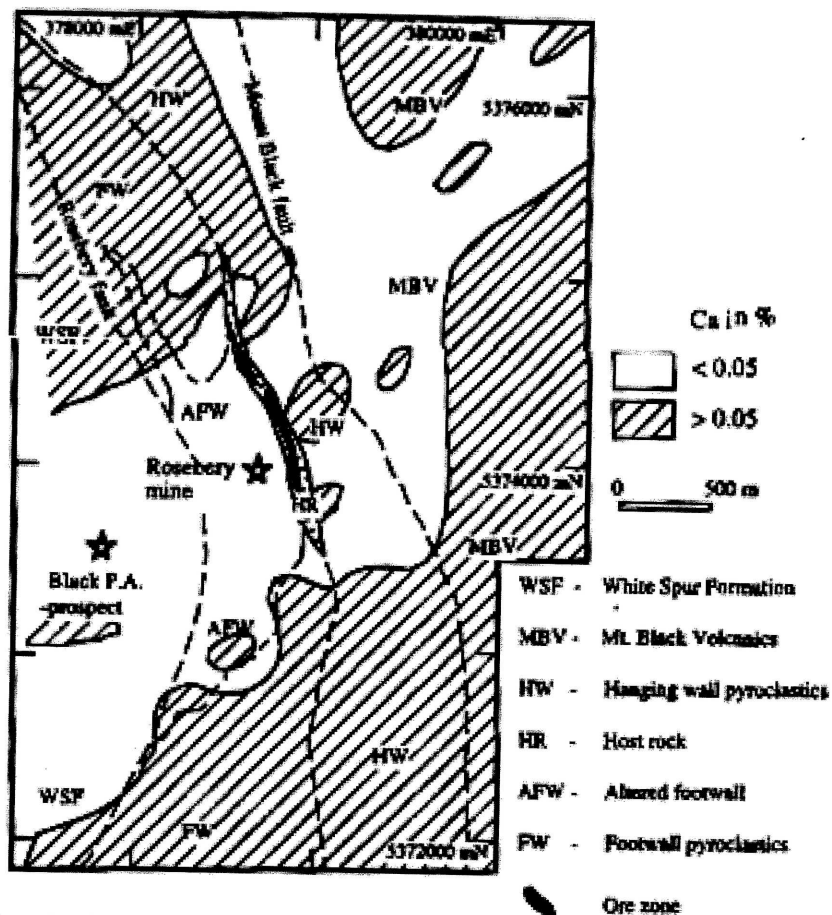 378000 mE
380000 mE
HW
MBV
5376000 mN
Mount Black fault
FW
Rosebery fault
MBV
WSF
Ca in %
< 0.05
> 0.05
AFW
HW
Rosebery
mine
5374000 mN
0 500 m
HR
MBV
Black P.A.
-prospect
WSF - White Spur Formation
AFW
MBV - Mt. Black Volcanics
HW - Hanging wall pyroclastics
HR - Host rock
HW
WSF
AFW - Altered footwall
FW
5372000 mN
FW - Footwall pyroclastics
Ore zone